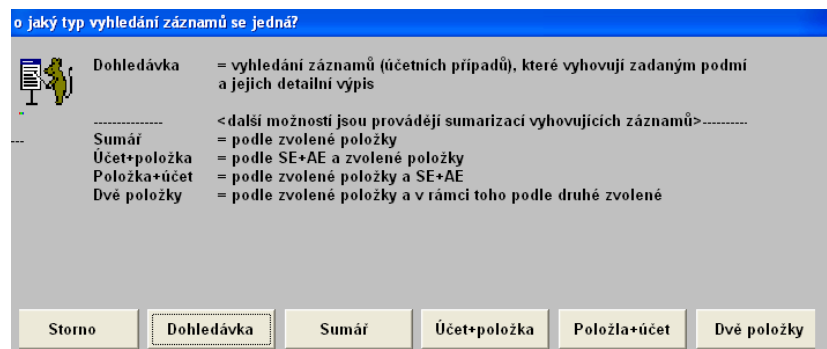 o jaký typ vyhledání záznamů se jedná?
Dohledávka = vyhledání záznamů (účetních případů), které vyhovují zadaným podmí
a jejich detailní výpis
--------------- <další možností jsou provádějí sumarizací vyhovujících záznamů>----------
--- Sumář = podle zvolené položky
Účet+položka = podle SE+AE a zvolené položky
Položka+účet = podle zvolené položky a SE+AE
Dvě položky = podle zvolené položky a v rámci toho podle druhé zvolené
Storno Dohledávka Sumář Účet+položka Položla+účet Dvě položky